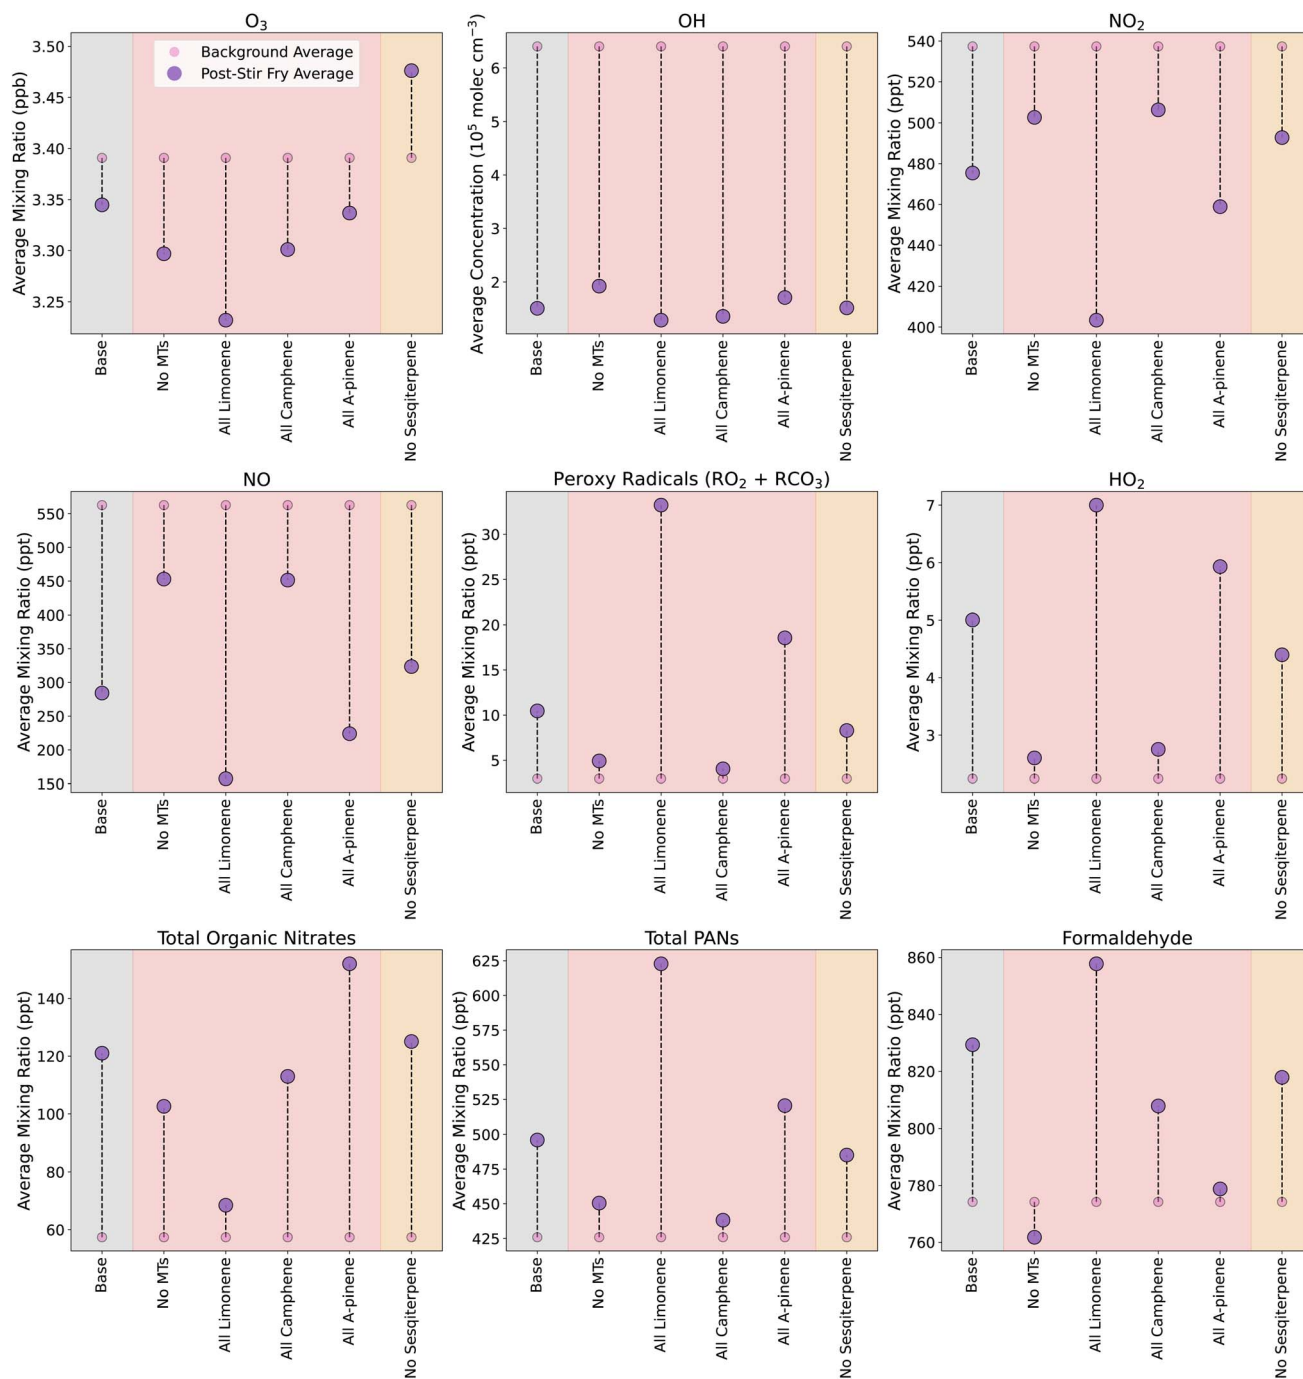 O₃
Average Mixing Ratio (ppb)
3.50
3.45
3.40
3.35
3.30
3.25
Background Average
Post-Stir Fry Average
Base
No MTs
All Limonene
All Camphene
All A-pinene
No Sesqiterpene
OH
Average Concentration (10⁵ molec cm⁻³)
6
5
4
3
2
Base
No MTs
All Limonene
All Camphene
All A-pinene
No Sesqiterpene
NO₂
Average Mixing Ratio (ppt)
540
520
500
480
460
440
420
400
Base
No MTs
All Limonene
All Camphene
All A-pinene
No Sesqiterpene
NO
Average Mixing Ratio (ppt)
550
500
450
400
350
300
250
200
150
Base
No MTs
All Limonene
All Camphene
All A-pinene
No Sesqiterpene
Peroxy Radicals (RO₂ + RCO₃)
Average Mixing Ratio (ppt)
30
25
20
15
10
5
Base
No MTs
All Limonene
All Camphene
All A-pinene
No Sesqiterpene
HO₂
Average Mixing Ratio (ppt)
7
6
5
4
3
Base
No MTs
All Limonene
All Camphene
All A-pinene
No Sesqiterpene
Total Organic Nitrates
Average Mixing Ratio (ppt)
140
120
100
80
60
Base
No MTs
All Limonene
All Camphene
All A-pinene
No Sesqiterpene
Total PANs
Average Mixing Ratio (ppt)
625
600
575
550
525
500
475
450
425
Base
No MTs
All Limonene
All Camphene
All A-pinene
No Sesqiterpene
Formaldehyde
Average Mixing Ratio (ppt)
860
840
820
800
780
760
Base
No MTs
All Limonene
All Camphene
All A-pinene
No Sesqiterpene